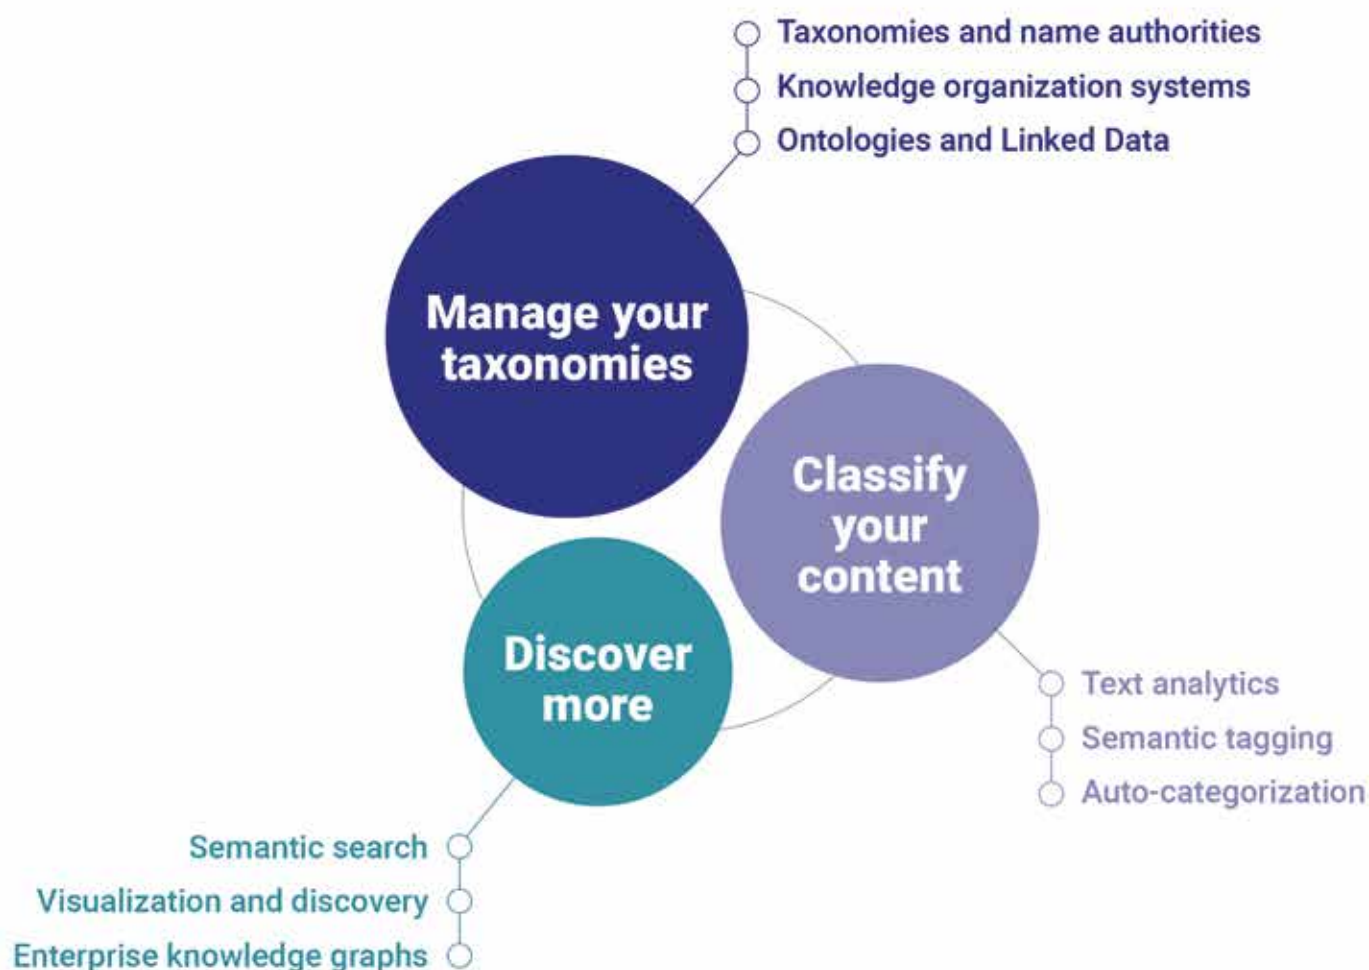 Taxonomies and name authorities
Knowledge organization systems
Ontologies and Linked Data
Manage your
taxonomies
Classify
your
content
Text analytics
Semantic tagging
Auto-categorization
Discover
more
Semantic search
Visualization and discovery
Enterprise knowledge graphs